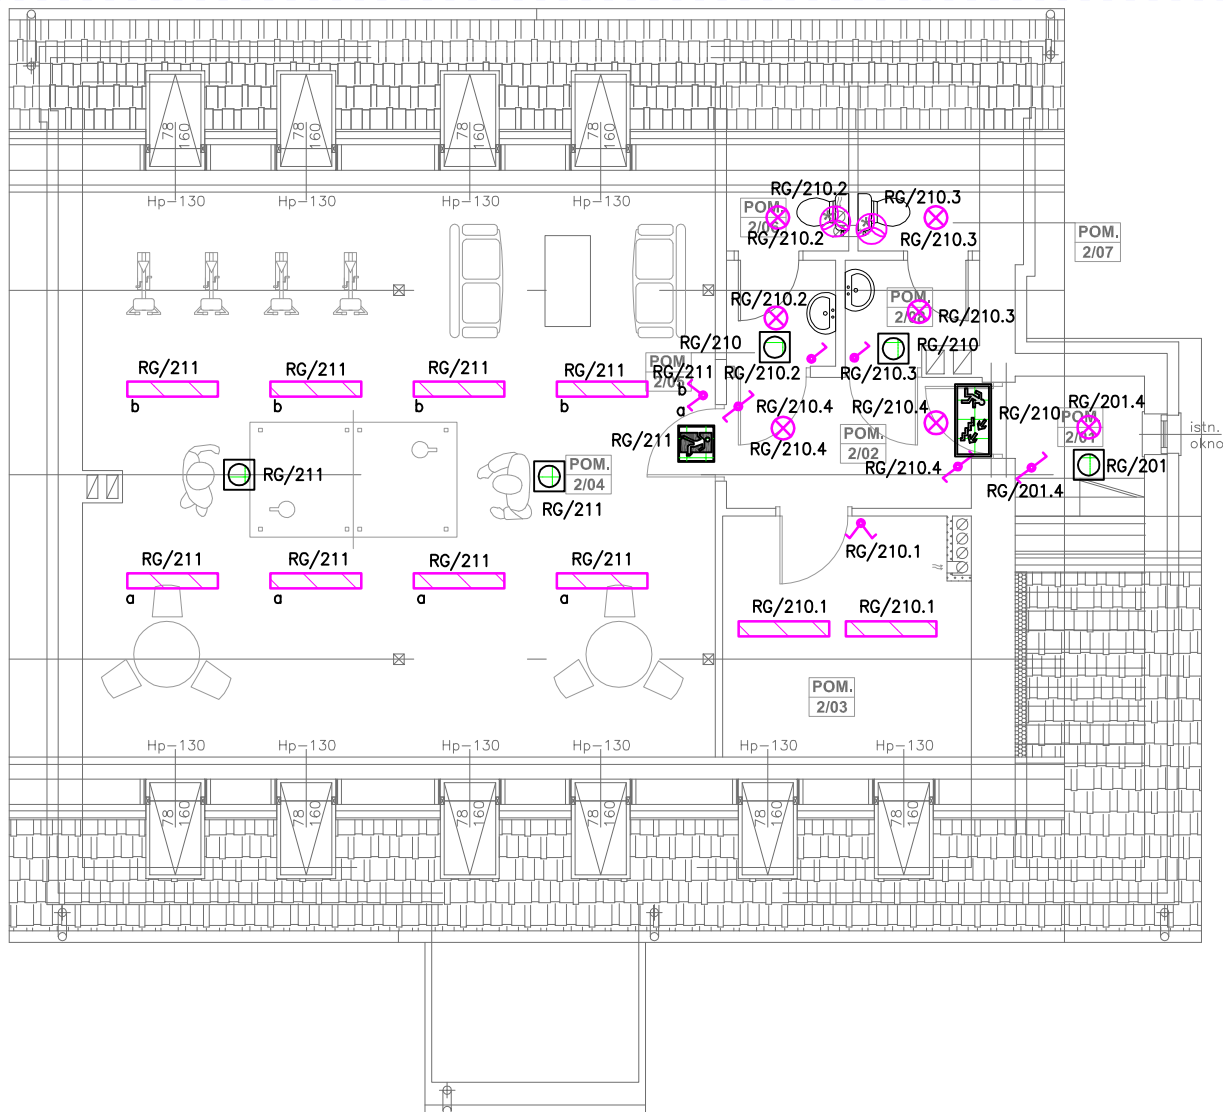 78
160
78
160
78
160
78
160
Hp-130
Hp-130
Hp-130
Hp-130
RG/210.2
RG/210.3
POM.
RG/210.2
RG/210.3
POM.
2/07
RG/210.2
POM.
RG/210.3
RG/210
RG/210
RG/211
RG/211
RG/211
RG/211
POM.
RG/211
RG/210.2
RG/210.3
b
b
b
b
b
a
RG/210.4
RG/210.4
RG/210
RG/201.4
POM.
RG/211
RG/210.4
POM.
2/02
istn.
okno
RG/211
POM.
2/04
RG/211
RG/210.4
RG/201
RG/201.4
RG/211
RG/211
RG/211
RG/211
RG/210.1
a
a
a
a
RG/210.1
RG/210.1
POM.
2/03
Hp-130
Hp-130
Hp-130
Hp-130
Hp-130
Hp-130
78
160
78
160
78
160
78
160
78
160
78
160